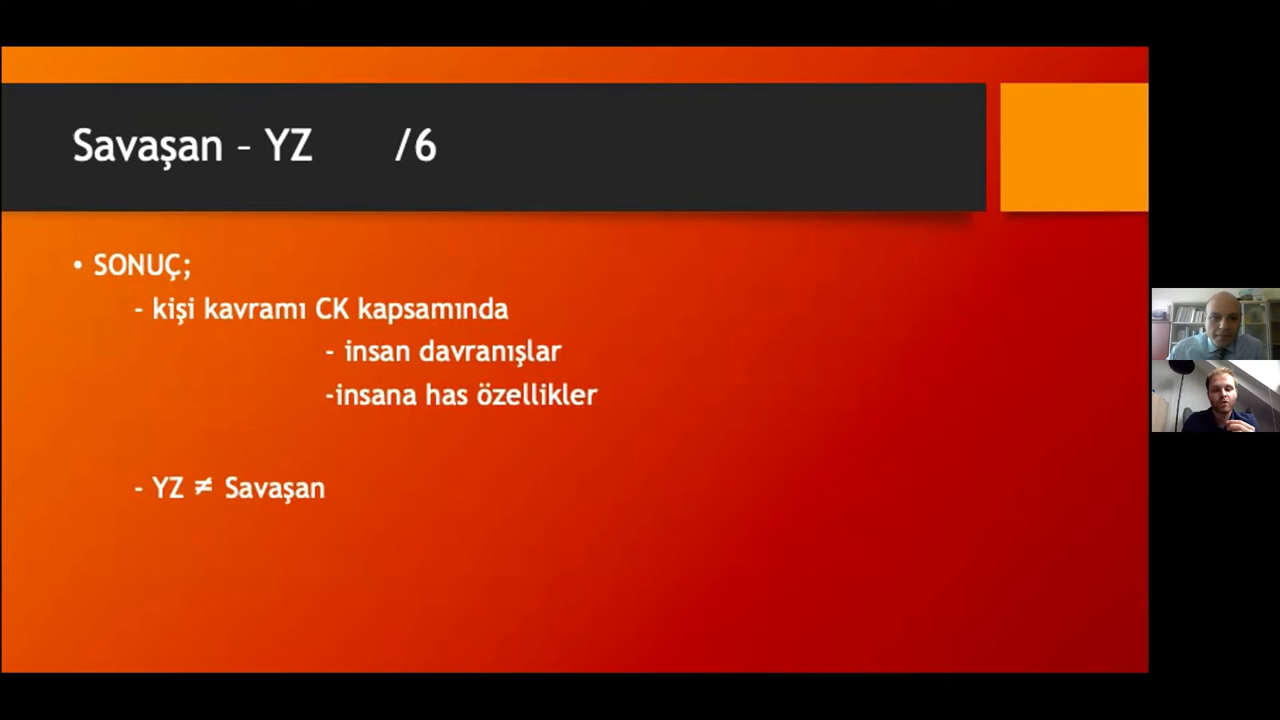 Savaşan – YZ /6
• SONUÇ;
- kişi kavramı CK kapsamında
- insan davranışlar
-insana has özellikler
- YZ ≠ Savaşan